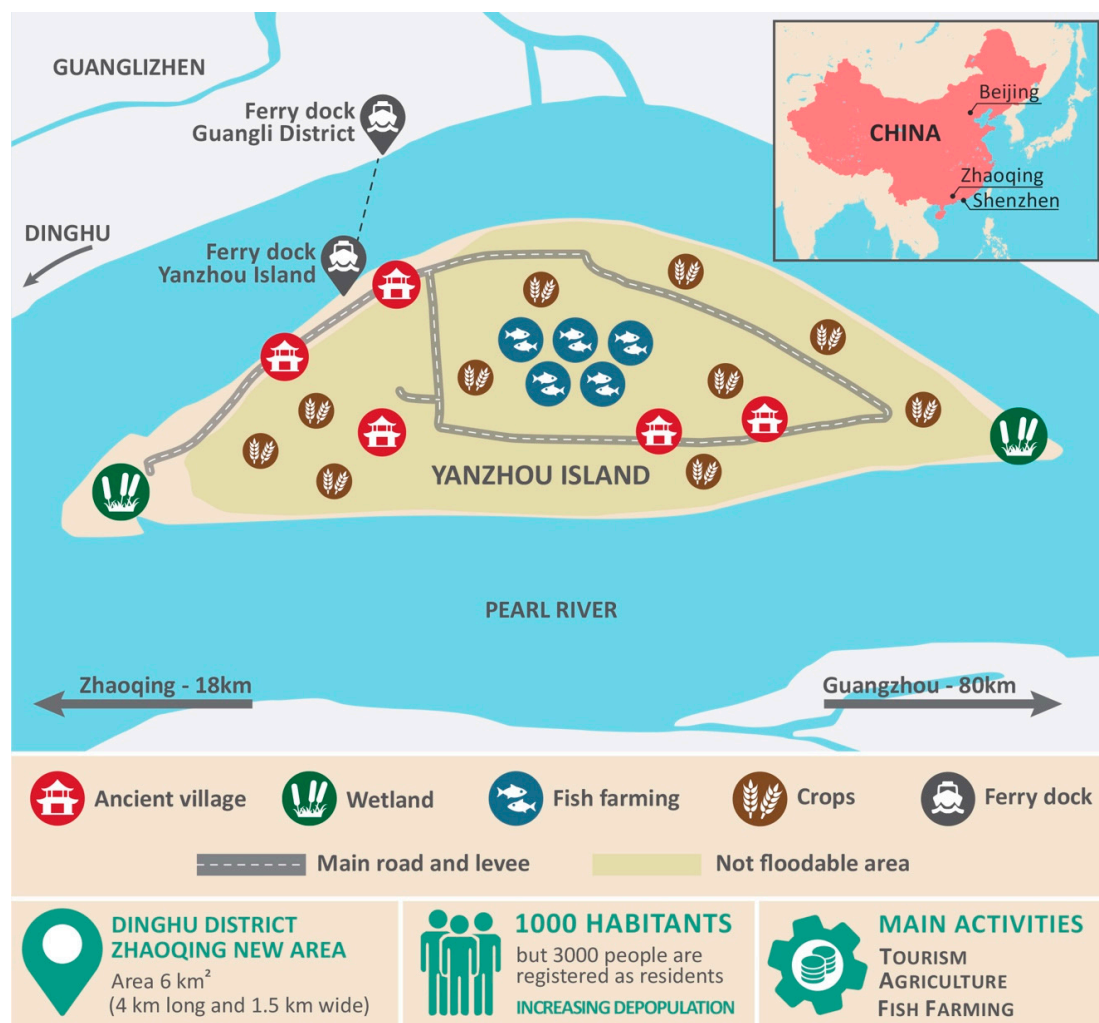 GUANGLIZHEN
Ferry dock
Guangli District
DINGHU
Ferry dock
Yanzhou Island
Beijing
CHINA
Zhaoqing
Shenzhen
YANZHOU ISLAND
PEARL RIVER
Zhaoqing - 18km
Guangzhou - 80km
Ancient village
Wetland
Fish farming
Crops
Ferry dock
Main road and levee
Not floodable area
DINGHU DISTRICT
ZHAOQING NEW AREA
Area 6 km²
(4 km long and 1.5 km wide)
1000 HABITANTS
but 3000 people are
registered as residents
INCREASING DEPOPULATION
MAIN ACTIVITIES
TOURISM
AGRICULTURE
FISH FARMING